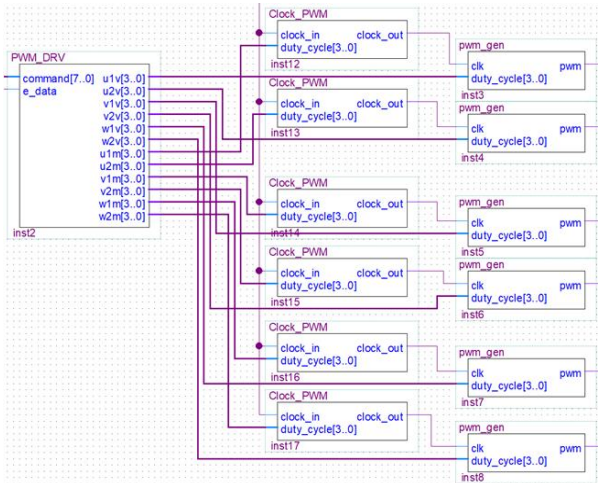 PWM_DRV
command[7..0] u1v[3..0]
e_data u2v[3..0]
v1v[3..0]
v2v[3..0]
w1v[3..0]
w2v[3..0]
u1m[3..0]
u2m[3..0]
v1m[3..0]
v2m[3..0]
w1m[3..0]
w2m[3..0]
inst2
Clock_PWM
clock_in clock_out
duty_cycle[3..0]
inst12
pwm_gen
clk pwm
duty_cycle[3..0]
inst3
Clock_PWM
clock_in clock_out
duty_cycle[3..0]
inst13
pwm_gen
clk pwm
duty_cycle[3..0]
inst4
Clock_PWM
clock_in clock_out
duty_cycle[3..0]
inst14
pwm_gen
clk pwm
duty_cycle[3..0]
inst5
Clock_PWM
clock_in clock_out
duty_cycle[3..0]
inst15
pwm_gen
clk pwm
duty_cycle[3..0]
inst6
Clock_PWM
clock_in clock_out
duty_cycle[3..0]
inst16
pwm_gen
clk pwm
duty_cycle[3..0]
inst7
Clock_PWM
clock_in clock_out
duty_cycle[3..0]
inst17
pwm_gen
clk pwm
duty_cycle[3..0]
inst8